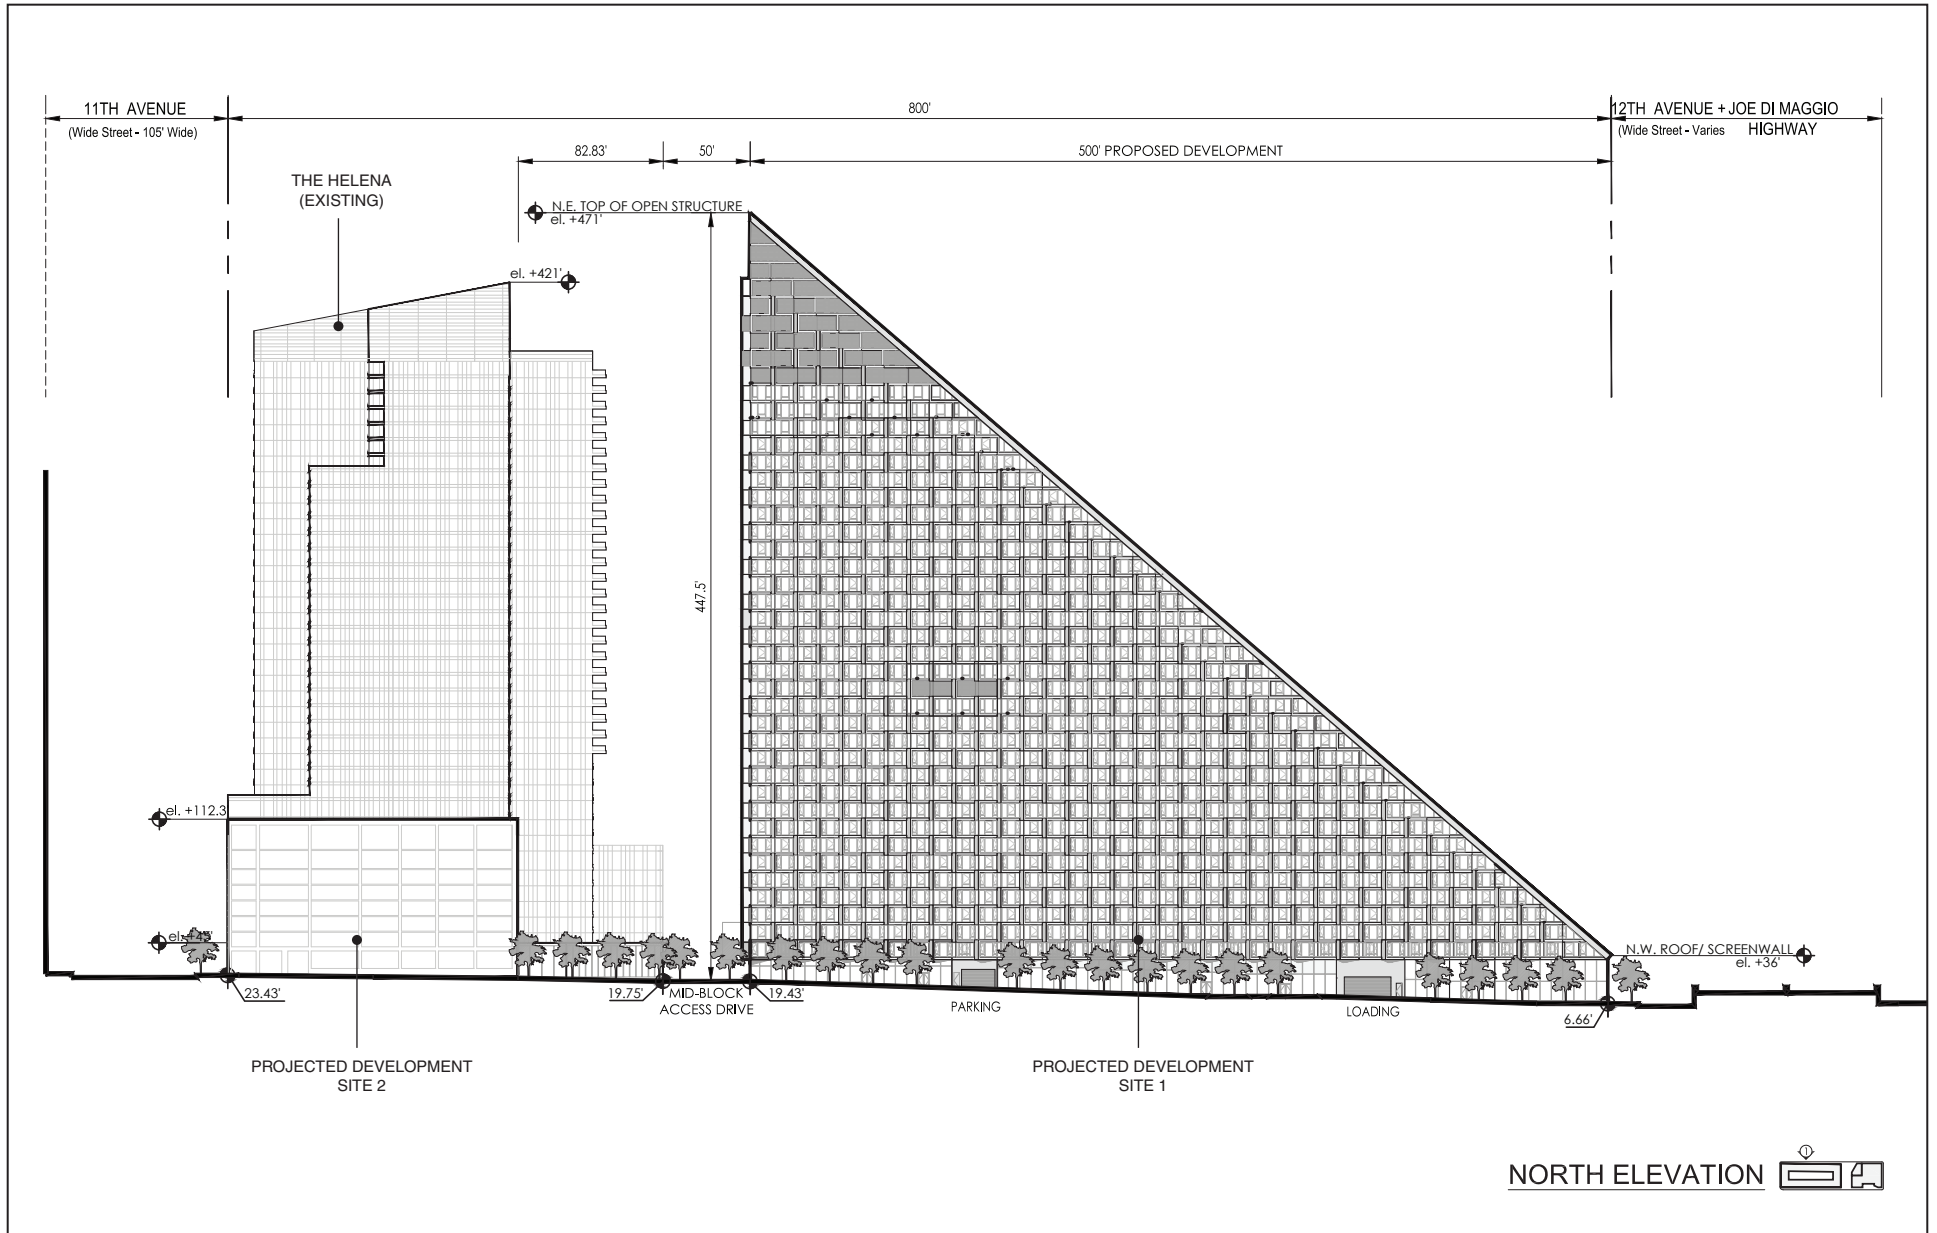 11TH AVENUE
(Wide Street - 105' Wide)
800'
12TH AVENUE + JOE DI MAGGIO
(Wide Street - Varies HIGHWAY
82.83'
50'
500' PROPOSED DEVELOPMENT
THE HELENA
(EXISTING)
N.E. TOP OF OPEN STRUCTURE
el. +471'
el. +421'
447.5'
el. +112.3
N.W. ROOF/ SCREENWALL
el. +36'
23.43'
19.75'
MID-BLOCK
ACCESS DRIVE
19.43'
PARKING
LOADING
6.66'
PROJECTED DEVELOPMENT
SITE 2
PROJECTED DEVELOPMENT
SITE 1
NORTH ELEVATION
1